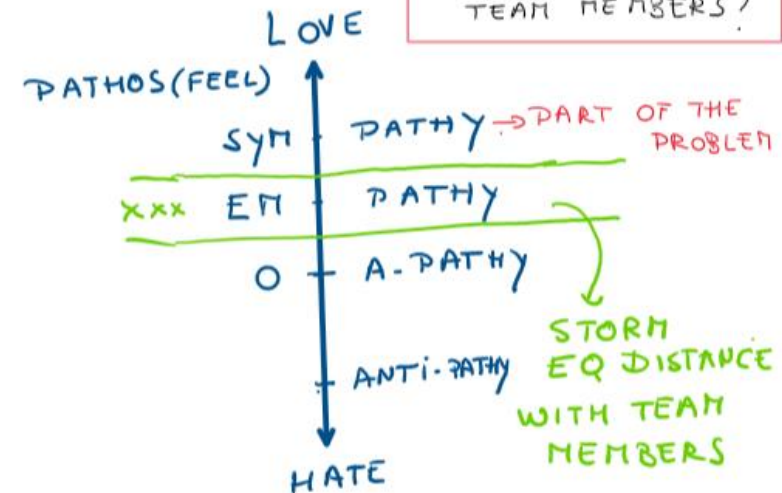 TEAM MEMBERS?
LOVE
PATHOS (FEEL)
SYM PATHY → PART OF THE
PROBLEM
xxx EM PATHY
O A-PATHY
ANTi-PATHY
STORM
EQ DISTANCE
WITH TEAM
MEMBERS
HATE